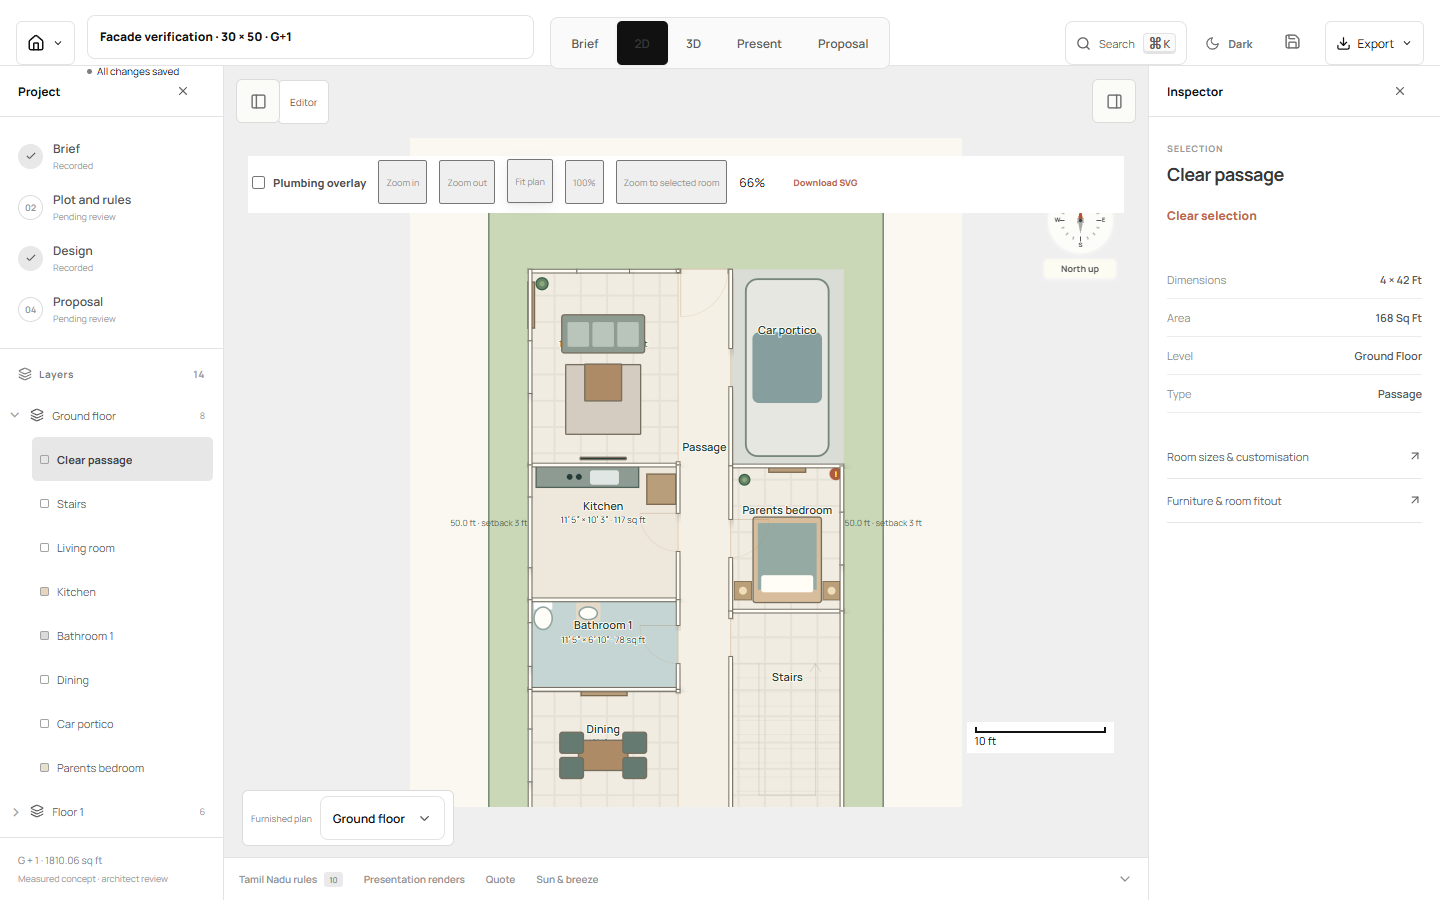 Facade verification · 30 × 50 · G+1
All changes saved
Brief
2D
3D
Present
Proposal
Search ⌘K
Dark
Export
Project
Brief
Recorded
02
Plot and rules
Pending review
Design
Recorded
04
Proposal
Pending review
Layers 14
Ground floor 8
Clear passage
Stairs
Living room
Kitchen
Bathroom 1
Dining
Car portico
Parents bedroom
Floor 1 6
G + 1 · 1810.06 sq ft
Measured concept · architect review
Editor
Plumbing overlay
Zoom in
Zoom out
Fit plan
100%
Zoom to selected room
66%
Download SVG
W
E
S
North up
Car portico
Passage
Kitchen
11' 5" × 10' 3" · 117 sq ft
Parents bedroom
50.0 ft · setback 3 ft
50.0 ft · setback 3 ft
Bathroom 1
11' 5" × 6' 10" · 78 sq ft
Stairs
Dining
10 ft
Furnished plan
Ground floor
Tamil Nadu rules 10
Presentation renders
Quote
Sun & breeze
Inspector
SELECTION
Clear passage
Clear selection
Dimensions 4 × 42 Ft
Area 168 Sq Ft
Level Ground Floor
Type Passage
Room sizes & customisation
Furniture & room fitout